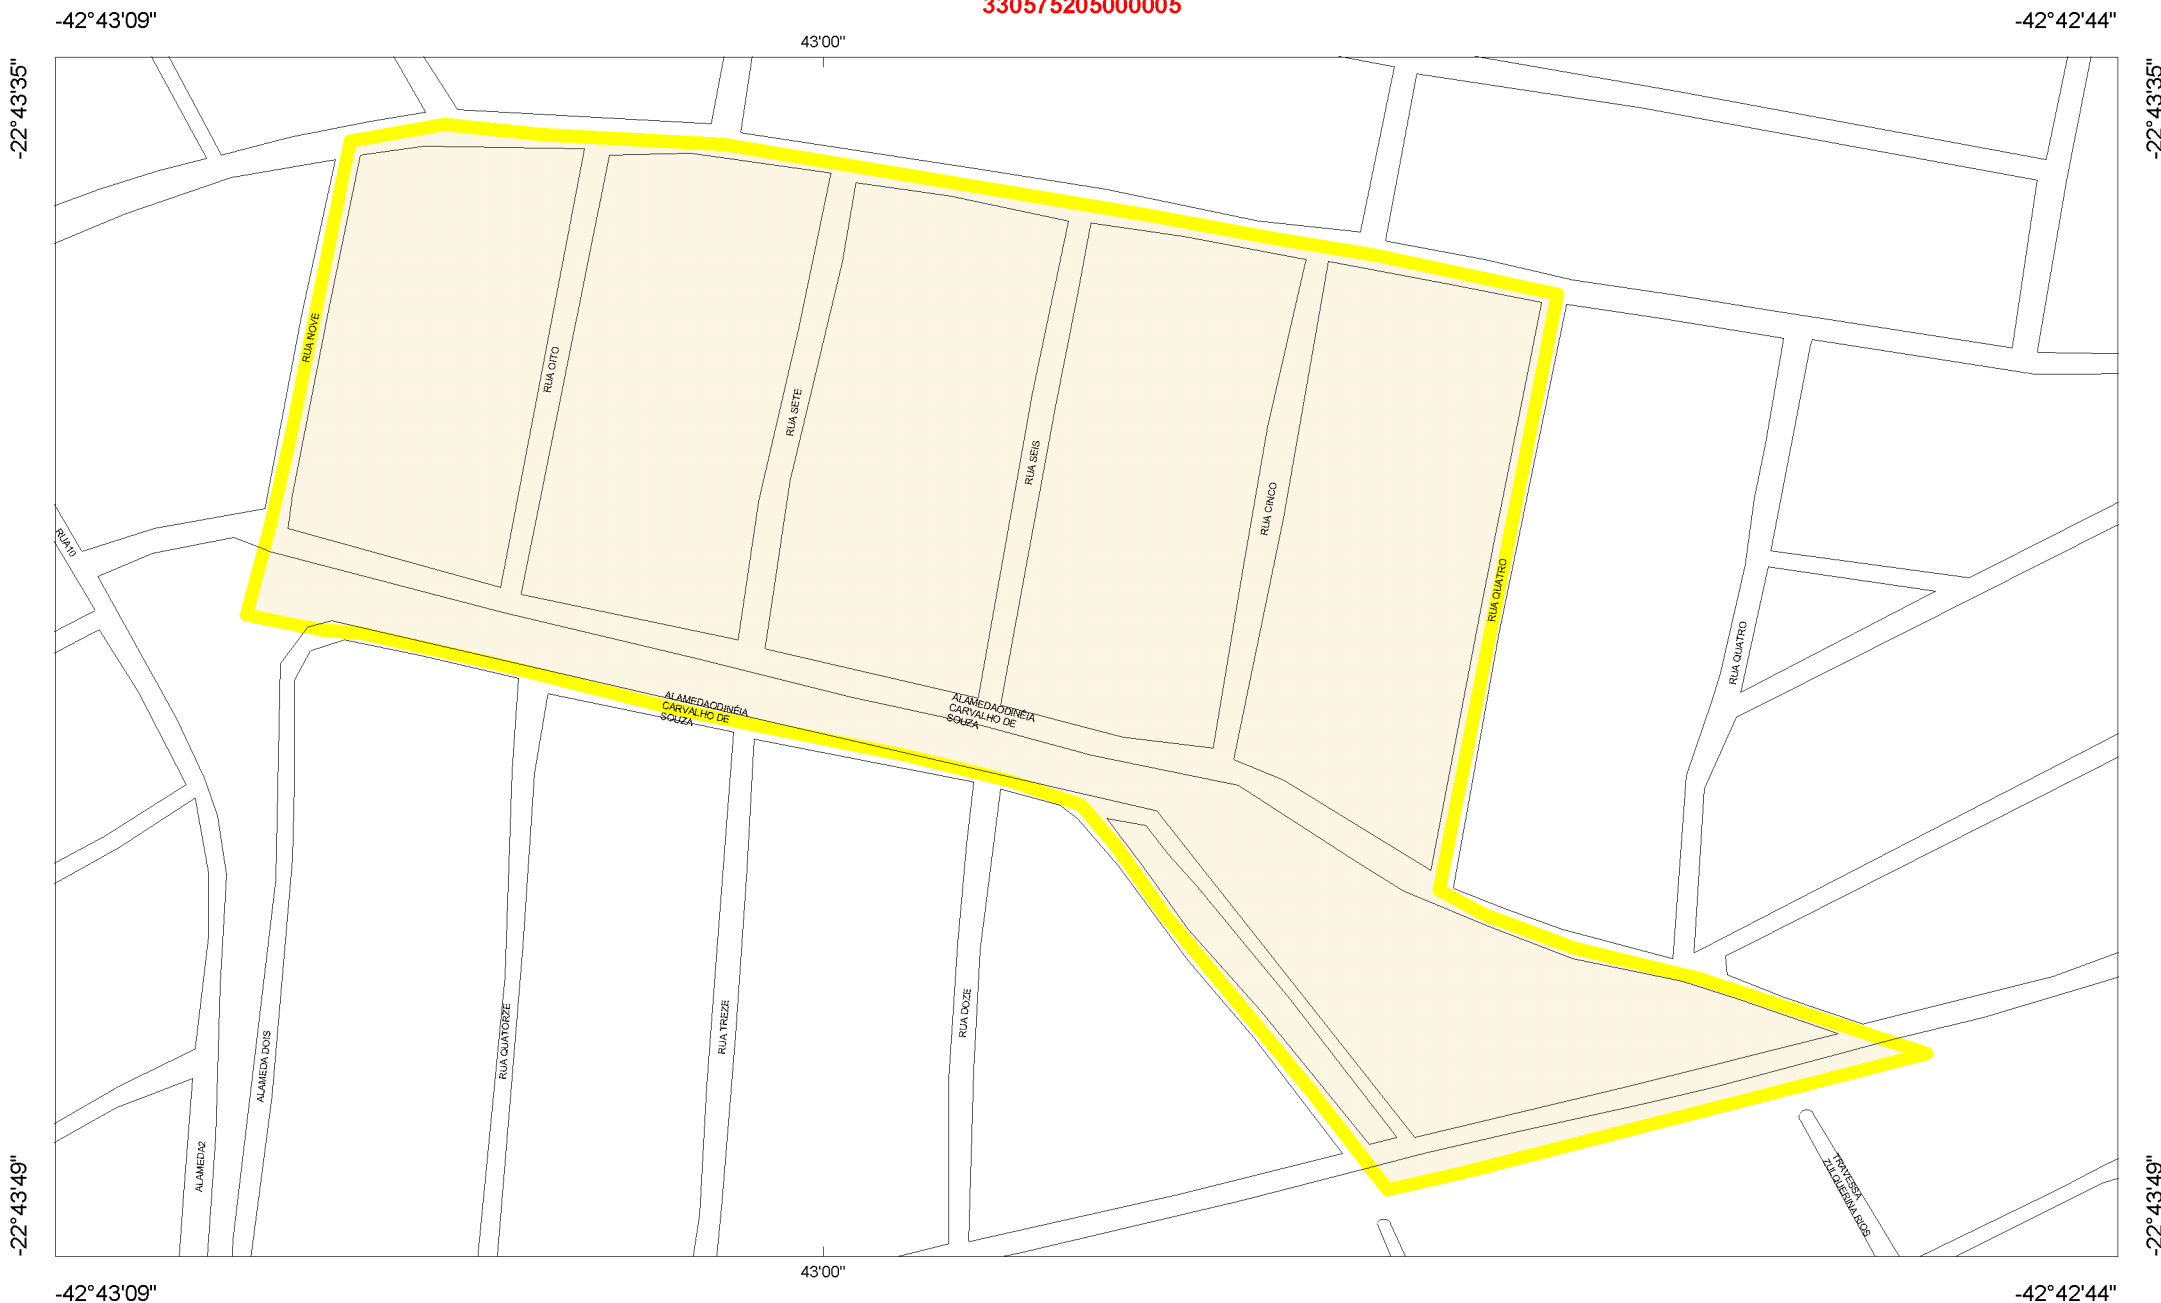 330575205000005
-42°43'09"
-42°42'44"
43'00"
-22°43'35"
-22°43'35"
RUA NOVE
RUA OITO
RUA SETE
RUA SEIS
RUA CINCO
RUA10
RUA QUATRO
RUA QUATRO
ALAMEDAODINÉIA
CARVALHO DE
SOUZA
ALAMEDAODINÉIA
CARVALHO DE
SOUZA
ALAMEDA DOIS
RUA QUATORZE
RUA TREZE
RUA DOZE
ALAMEDA2
TRAVESSA
ZULQUERINA RIOS
-22°43'49"
-22°43'49"
43'00"
-42°43'09"
-42°42'44"